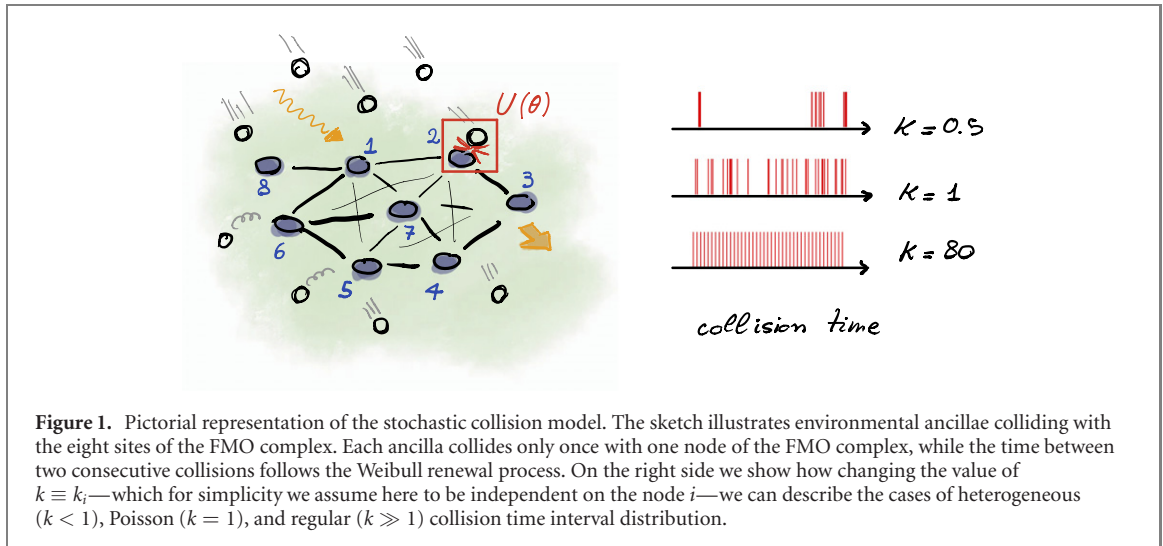 U(θ)
1
2
3
8
7
6
5
4
K = 0.5
K = 1
K = 80
collision time
Figure 1. Pictorial representation of the stochastic collision model. The sketch illustrates environmental ancillae colliding with
the eight sites of the FMO complex. Each ancilla collides only once with one node of the FMO complex, while the time between
two consecutive collisions follows the Weibull renewal process. On the right side we show how changing the value of
k ≡ kᵢ—which for simplicity we assume here to be independent on the node i—we can describe the cases of heterogeneous
(k < 1), Poisson (k = 1), and regular (k ≫ 1) collision time interval distribution.